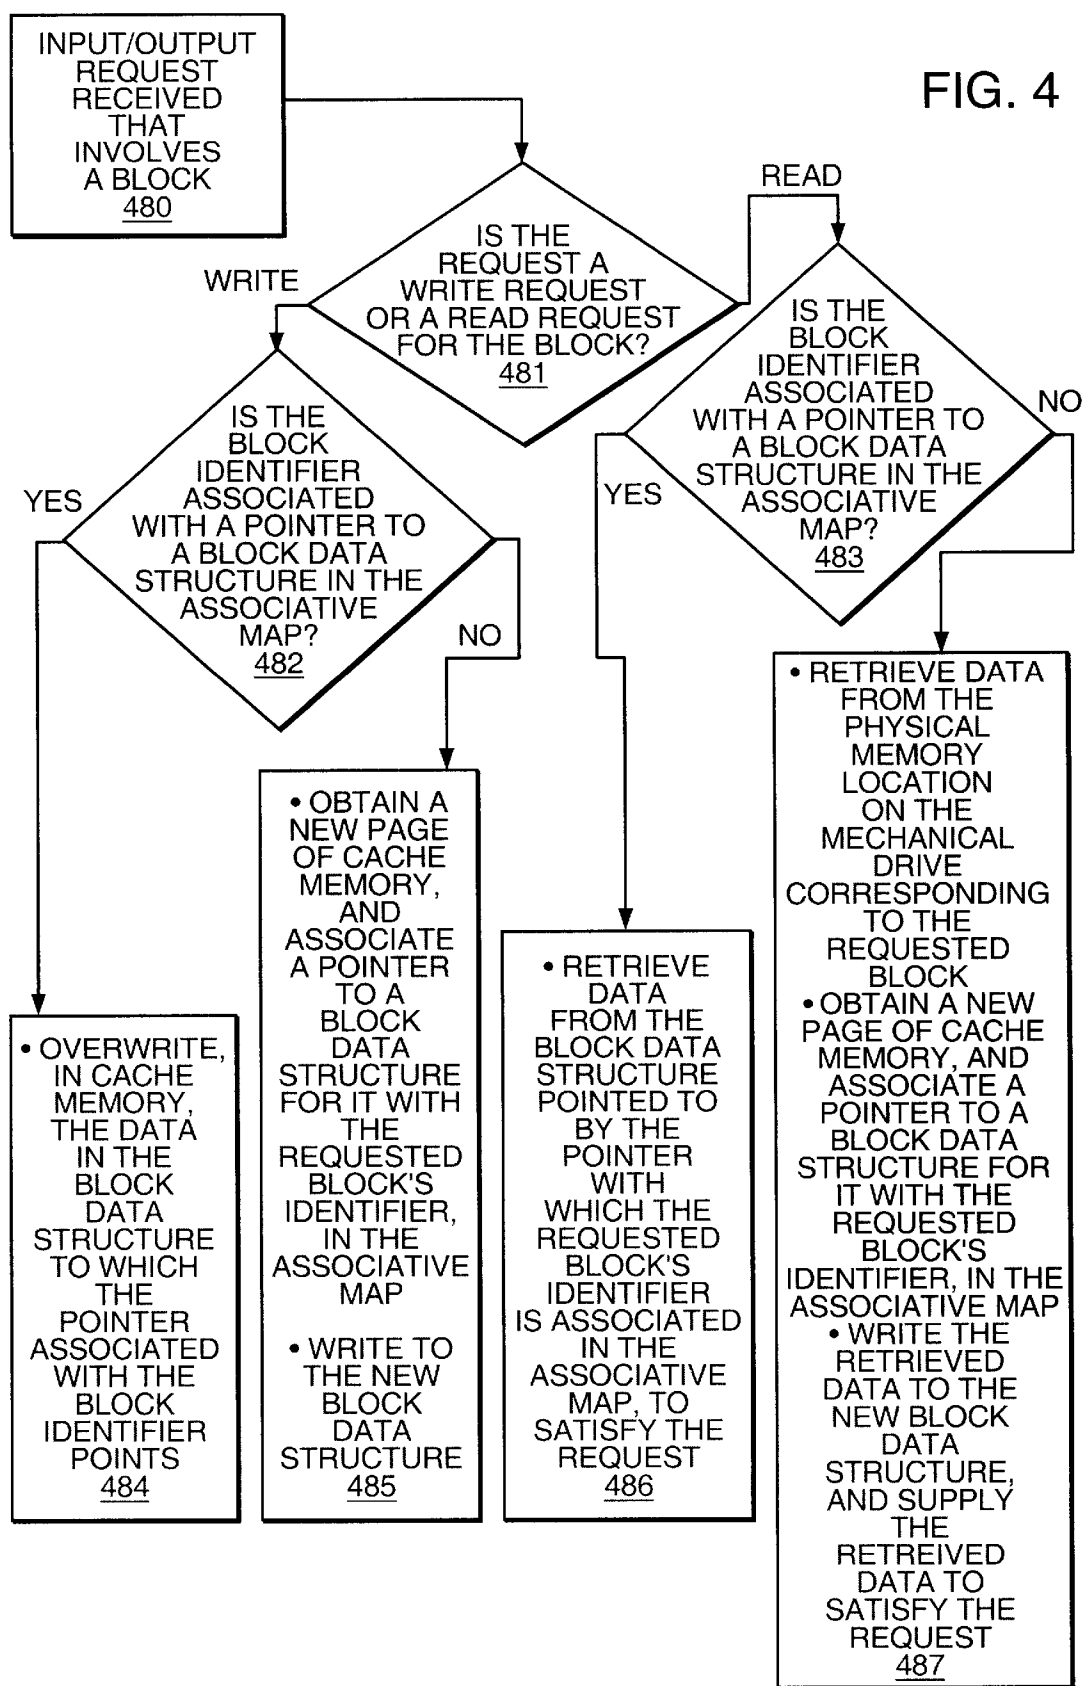 INPUT/OUTPUT
REQUEST
RECEIVED
THAT
INVOLVES
A BLOCK
480
FIG. 4
IS THE
REQUEST A
WRITE REQUEST
OR A READ REQUEST
FOR THE BLOCK?
481
WRITE
READ
IS THE
BLOCK
IDENTIFIER
ASSOCIATED
WITH A POINTER TO
A BLOCK DATA
STRUCTURE IN THE
ASSOCIATIVE
MAP?
482
YES
NO
IS THE
BLOCK
IDENTIFIER
ASSOCIATED
WITH A POINTER TO
A BLOCK DATA
STRUCTURE IN THE
ASSOCIATIVE
MAP?
483
YES
NO
• OVERWRITE,
IN CACHE
MEMORY,
THE DATA
IN THE
BLOCK
DATA
STRUCTURE
TO WHICH
THE
POINTER
ASSOCIATED
WITH THE
BLOCK
IDENTIFIER
POINTS
484
• OBTAIN A
NEW PAGE
OF CACHE
MEMORY,
AND
ASSOCIATE
A POINTER
TO A
BLOCK
DATA
STRUCTURE
FOR IT WITH
THE
REQUESTED
BLOCK'S
IDENTIFIER,
IN THE
ASSOCIATIVE
MAP
• WRITE TO
THE NEW
BLOCK
DATA
STRUCTURE
485
• RETRIEVE
DATA
FROM THE
BLOCK DATA
STRUCTURE
POINTED TO
BY THE
POINTER
WITH
WHICH THE
REQUESTED
BLOCK'S
IDENTIFIER
IS ASSOCIATED
IN THE
ASSOCIATIVE
MAP, TO
SATISFY THE
REQUEST
486
• RETRIEVE DATA
FROM THE
PHYSICAL
MEMORY
LOCATION
ON THE
MECHANICAL
DRIVE
CORRESPONDING
TO THE
REQUESTED
BLOCK
• OBTAIN A NEW
PAGE OF CACHE
MEMORY, AND
ASSOCIATE A
POINTER TO A
BLOCK DATA
STRUCTURE FOR
IT WITH THE
REQUESTED
BLOCK'S
IDENTIFIER, IN THE
ASSOCIATIVE MAP
• WRITE THE
RETRIEVED
DATA TO THE
NEW BLOCK
DATA
STRUCTURE,
AND SUPPLY
THE
RETREIVED
DATA TO
SATISFY THE
REQUEST
487